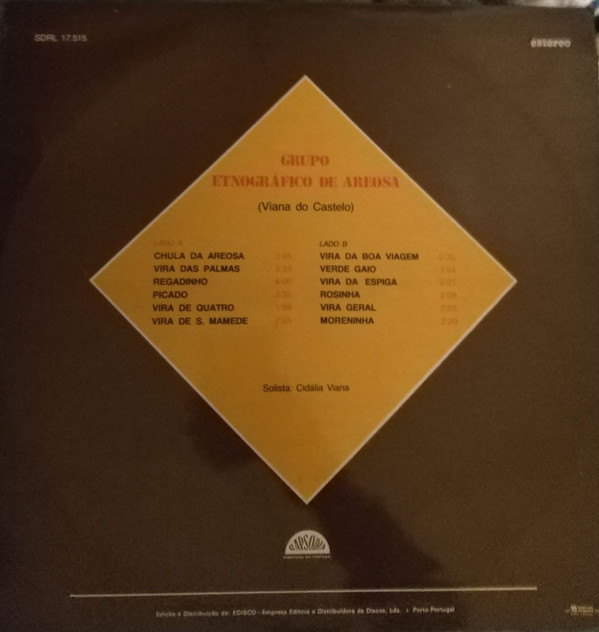 SDRL 17.515
estereo
GRUPO
ETNOGRÁFICO DE AREOSA
(Viana do Castelo)
LADO A
CHULA DA AREOSA
VIRA DAS PALMAS
REGADINHO
PICADO
VIRA DE QUATRO
VIRA DE S. MAMEDE
LADO B
VIRA DA BOA VIAGEM
VERDE GAIO
VIRA DA ESPIGA
ROSINHA
VIRA GERAL
MORENINHA
Solista: Cidália Viana
RAPSODIA
Edição e Distribuição de: EDISCO - Empresa Editora e Distribuidora de Discos, Lda. Porto-Portugal